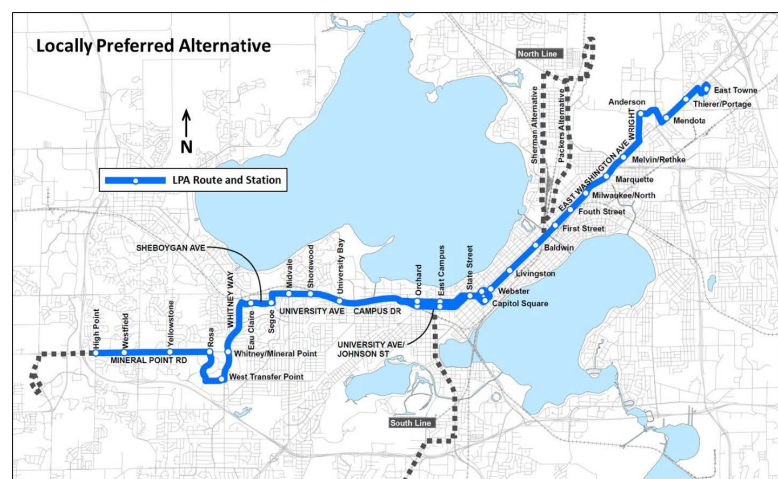 Locally Preferred Alternative
N
LPA Route and Station
North Line
Sherman Alternative
Packers Alternative
East Towne
Thierer/Portage
Anderson
Mendota
WRIGHT
EAST WASHINGTON AVE
Melvin/Rethke
Marquette
Milwaukee/North
Fouth Street
First Street
Baldwin
Livingston
Webster
Capitol Square
State Street
East Campus
Orchard
UNIVERSITY AVE/
JOHNSON ST
CAMPUS DR
UNIVERSITY AVE
University Bay
Shorewood
Midvale
SHEBOYGAN AVE
Segoe
Eau Claire
WHITNEY WAY
Whitney/Mineral Point
West Transfer Point
Rosa
Yellowstone
Westfield
High Point
MINERAL POINT RD
South Line